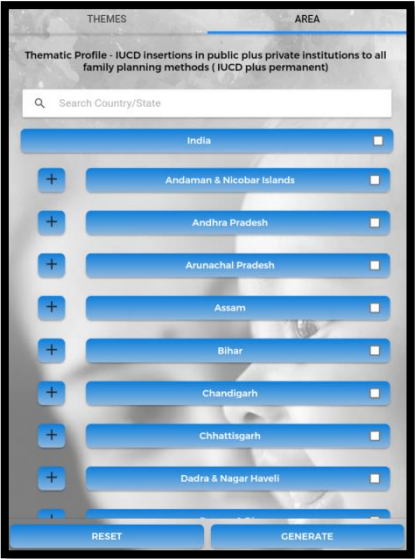 THEMES
AREA
Thematic Profile - IUCD insertions in public plus private institutions to all
family planning methods ( IUCD plus permanent)
Search Country/State
India
+ Andaman & Nicobar Islands
+ Andhra Pradesh
+ Arunachal Pradesh
+ Assam
+ Bihar
+ Chandigarh
+ Chhattisgarh
+ Dadra & Nagar Haveli
RESET
GENERATE